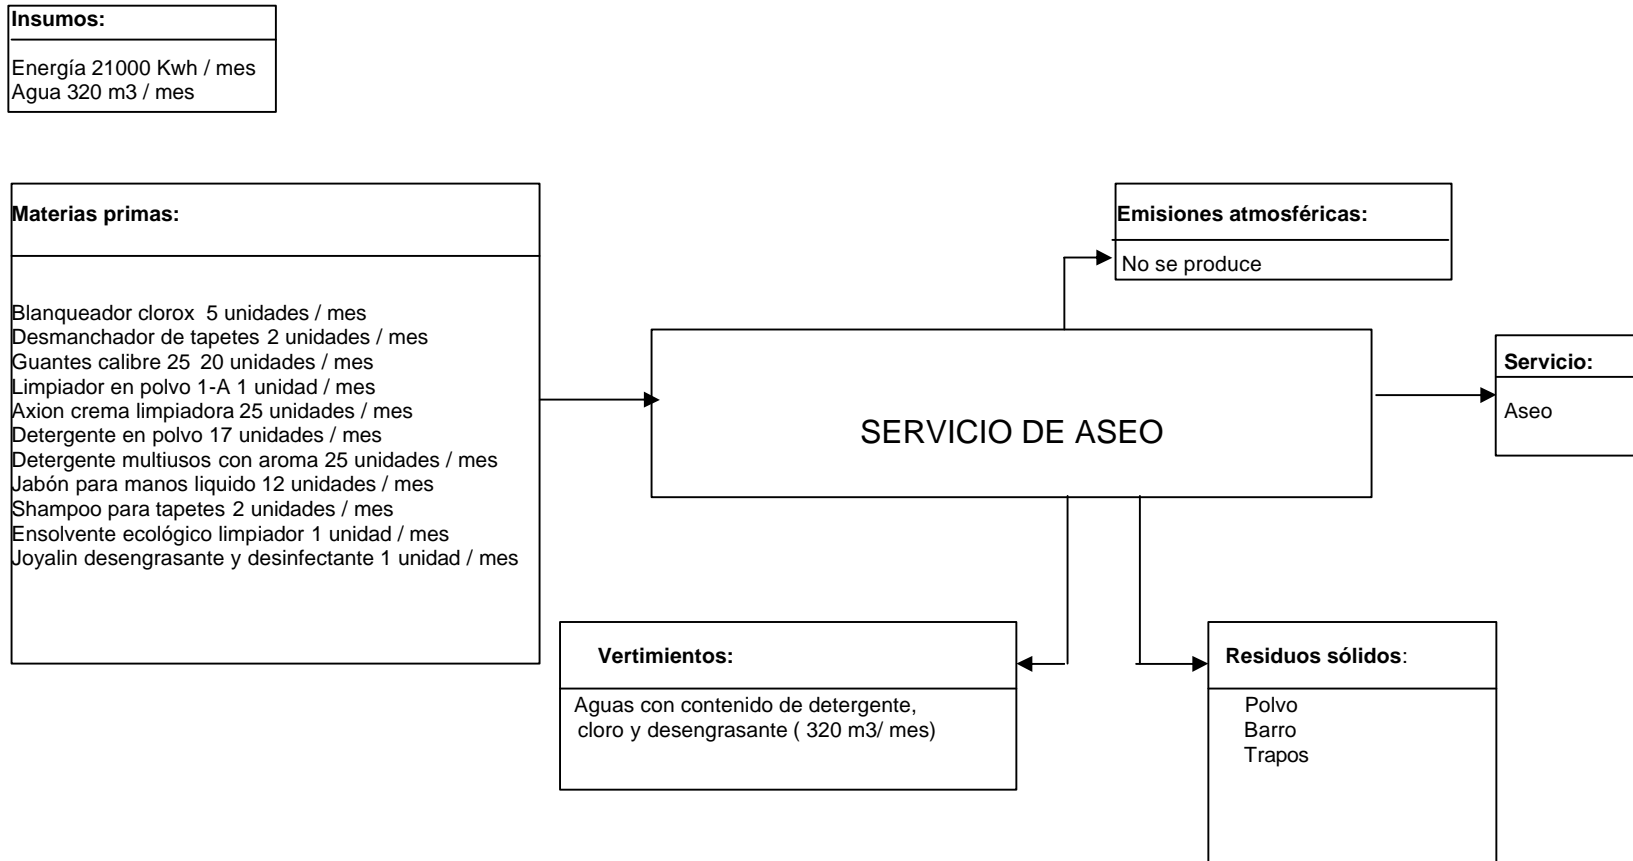 Insumos:
Energía 21000 Kwh / mes
Agua 320 m3 / mes
Materias primas:
Blanqueador clorox 5 unidades / mes
Desmanchador de tapetes 2 unidades / mes
Guantes calibre 25 20 unidades / mes
Limpiador en polvo 1-A 1 unidad / mes
Axion crema limpiadora 25 unidades / mes
Detergente en polvo 17 unidades / mes
Detergente multiusos con aroma 25 unidades / mes
Jabón para manos liquido 12 unidades / mes
Shampoo para tapetes 2 unidades / mes
Ensolvente ecológico limpiador 1 unidad / mes
Joyalin desengrasante y desinfectante 1 unidad / mes
Emisiones atmosféricas:
No se produce
SERVICIO DE ASEO
Servicio:
Aseo
Vertimientos:
Aguas con contenido de detergente,
cloro y desengrasante ( 320 m3/ mes)
Residuos sólidos:
Polvo
Barro
Trapos